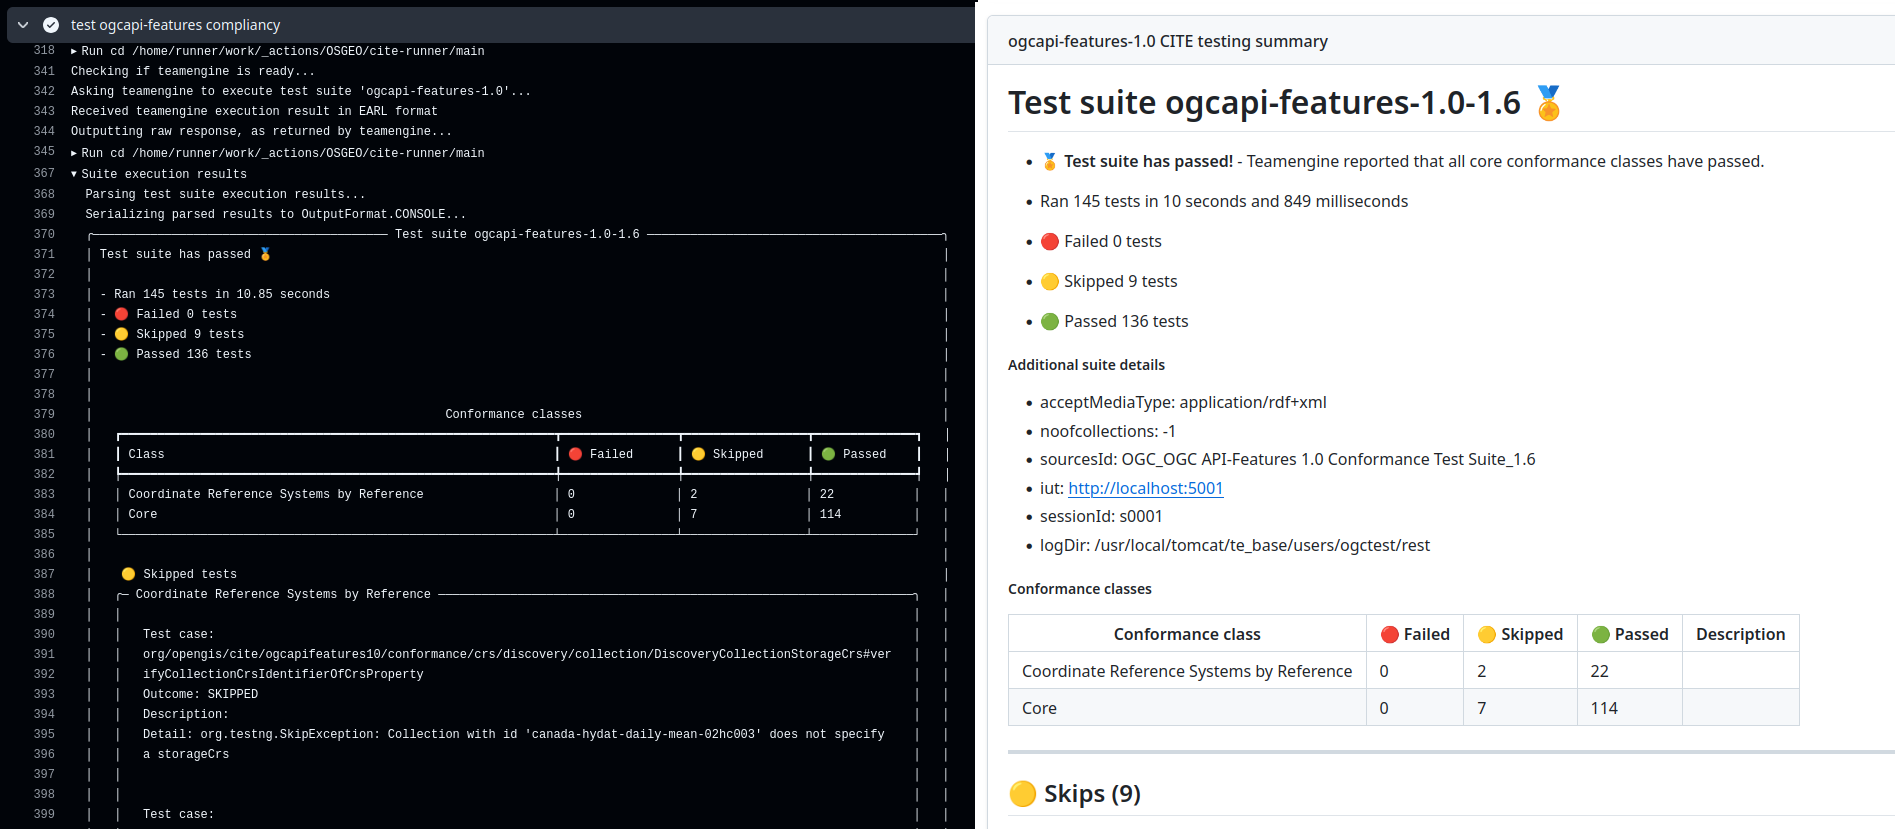 test ogcapi-features compliancy
318 Run cd /home/runner/work/_actions/OSGEO/cite-runner/main
341 Checking if teamengine is ready...
342 Asking teamengine to execute test suite 'ogcapi-features-1.0'...
343 Received teamengine execution result in EARL format
344 Outputting raw response, as returned by teamengine...
345 Run cd /home/runner/work/_actions/OSGEO/cite-runner/main
367 Suite execution results
368 Parsing test suite execution results...
369 Serializing parsed results to OutputFormat.CONSOLE...
370 Test suite ogcapi-features-1.0-1.6
371 Test suite has passed 🏅
372
373 - Ran 145 tests in 10.85 seconds
374 - 🔴 Failed 0 tests
375 - 🟡 Skipped 9 tests
376 - 🟢 Passed 136 tests
377
378
379 Conformance classes
380
381 Class 🔴 Failed 🟡 Skipped 🟢 Passed
382
383 Coordinate Reference Systems by Reference 0 2 22
384 Core 0 7 114
385
386
387 🟡 Skipped tests
388 Coordinate Reference Systems by Reference
389
390 Test case:
391 org/opengis/cite/ogcapifeatures10/conformance/crs/discovery/collection/DiscoveryCollectionStorageCrs#ver
392 ifyCollectionCrsIdentifierOfCrsProperty
393 Outcome: SKIPPED
394 Description:
395 Detail: org.testng.SkipException: Collection with id 'canada-hydat-daily-mean-02hc003' does not specify
396 a storageCrs
397
398
399 Test case:
ogcapi-features-1.0 CITE testing summary
Test suite ogcapi-features-1.0-1.6 🏅
• 🏅 Test suite has passed! - Teamengine reported that all core conformance classes have passed.
• Ran 145 tests in 10 seconds and 849 milliseconds
• 🔴 Failed 0 tests
• 🟡 Skipped 9 tests
• 🟢 Passed 136 tests
Additional suite details
• acceptMediaType: application/rdf+xml
• noofcollections: -1
• sourcesId: OGC_OGC API-Features 1.0 Conformance Test Suite_1.6
• iut: http://localhost:5001
• sessionId: s0001
• logDir: /usr/local/tomcat/te_base/users/ogctest/rest
Conformance classes
Conformance class 🔴 Failed 🟡 Skipped 🟢 Passed Description
Coordinate Reference Systems by Reference 0 2 22
Core 0 7 114
🟡 Skips (9)